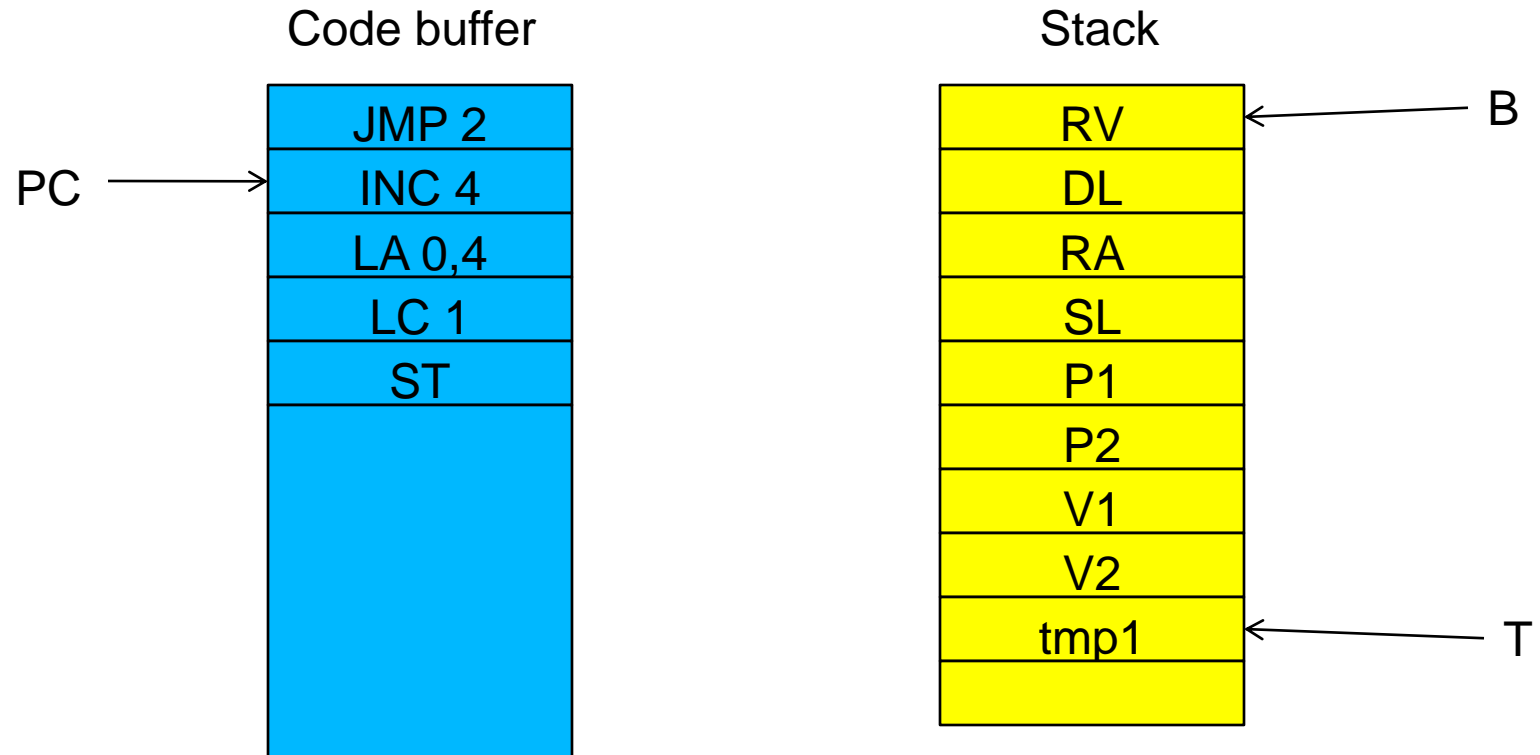 Code buffer
JMP 2
PC
INC 4
LA 0,4
LC 1
ST
Stack
RV
B
DL
RA
SL
P1
P2
V1
V2
tmp1
T